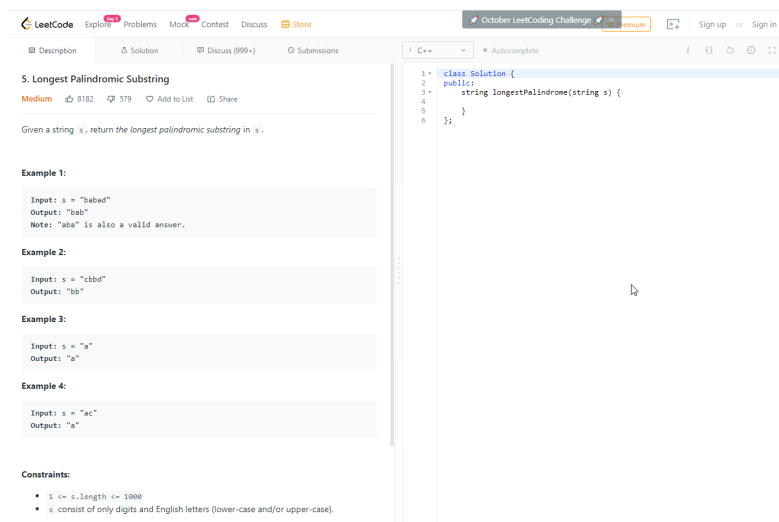 LeetCode Explore Day 5 Problems Mock new Contest Discuss Store October LeetCoding Challenge Premium Sign up or Sign in
Description Solution Discuss (999+) Submissions i C++ Autocomplete i {}
5. Longest Palindromic Substring
Medium 8182 579 Add to List Share
Given a string s, return the longest palindromic substring in s.
Example 1:
Input: s = "babad"
Output: "bab"
Note: "aba" is also a valid answer.
Example 2:
Input: s = "cbbd"
Output: "bb"
Example 3:
Input: s = "a"
Output: "a"
Example 4:
Input: s = "ac"
Output: "a"
Constraints:
1 <= s.length <= 1000
s consist of only digits and English letters (lower-case and/or upper-case).
1 class Solution {
2 public:
3 string longestPalindrome(string s) {
4
5 }
6 };